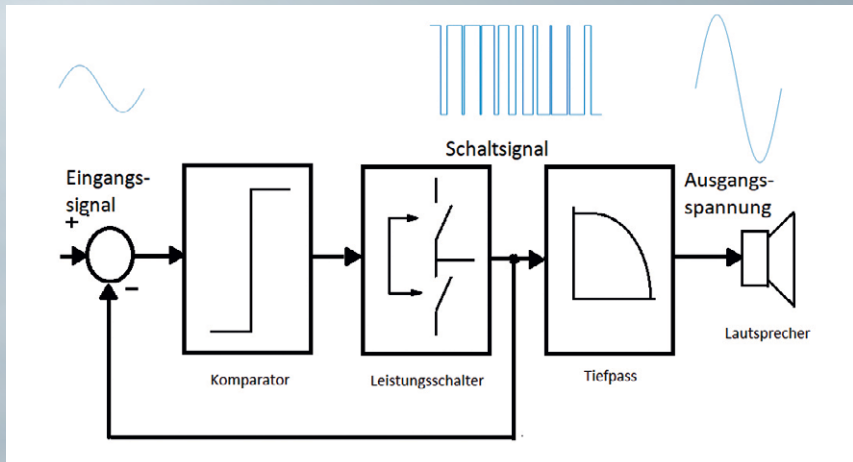 Schaltsignal
Eingangs-
signal
+
−
Ausgangs-
spannung
Komparator
Leistungsschalter
Tiefpass
Lautsprecher